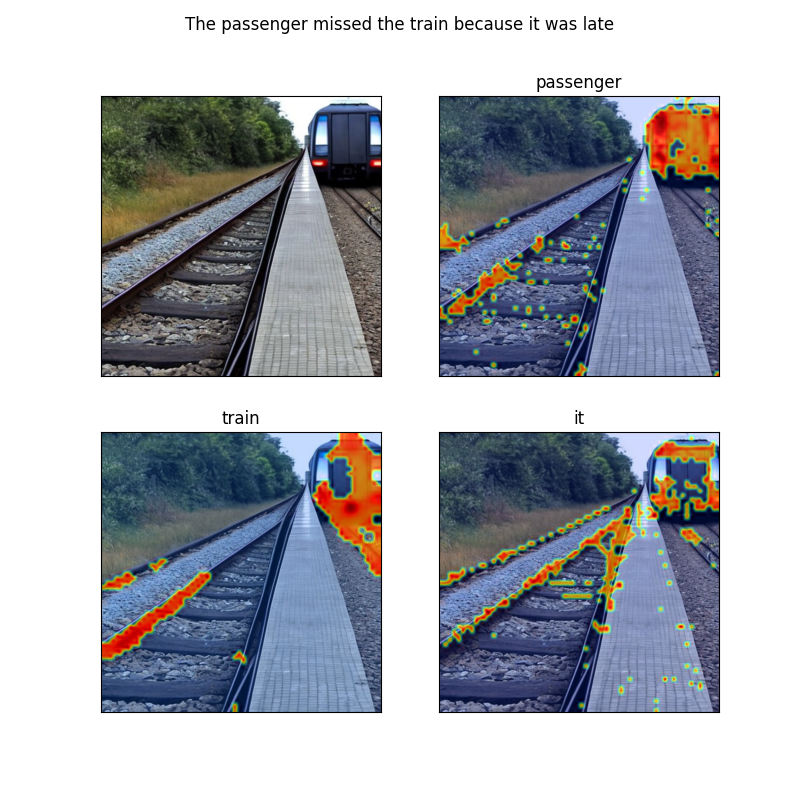 The passenger missed the train because it was late
passenger
train
it